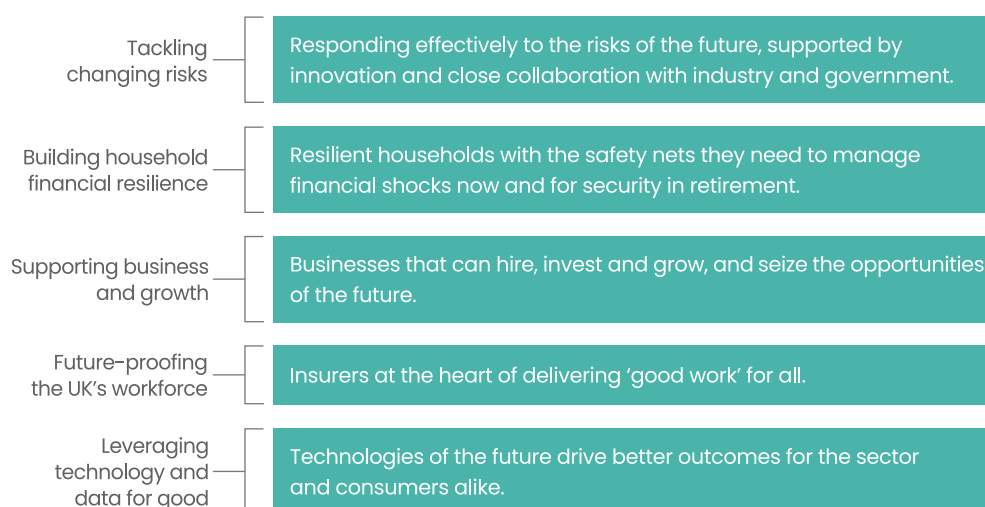 Tackling
changing risks
Responding effectively to the risks of the future, supported by
innovation and close collaboration with industry and government.
Building household
financial resilience
Resilient households with the safety nets they need to manage
financial shocks now and for security in retirement.
Supporting business
and growth
Businesses that can hire, invest and grow, and seize the opportunities
of the future.
Future-proofing
the UK's workforce
Insurers at the heart of delivering 'good work' for all.
Leveraging
technology and
data for good
Technologies of the future drive better outcomes for the sector
and consumers alike.